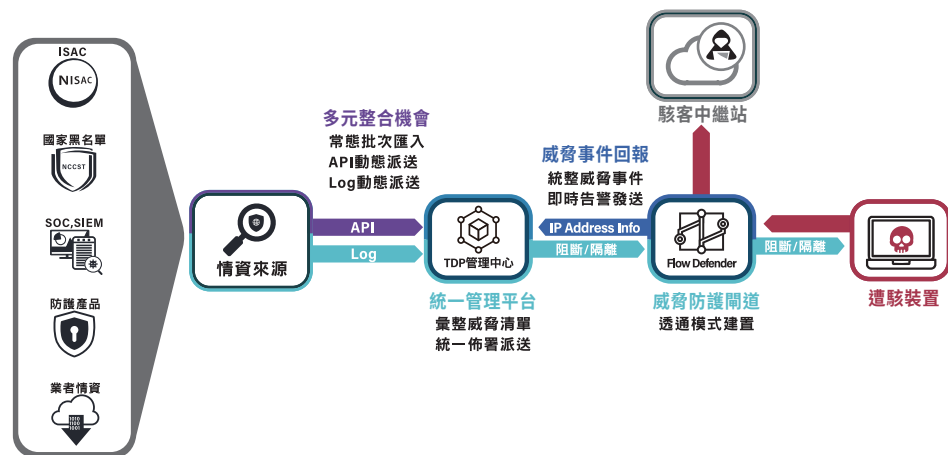 ISAC
NISAC
國家黑名單
NCCST
SOC,SIEM
防護產品
業者情資
1010
1100
1001
情資來源
多元整合機會
常態批次匯入
API動態派送
Log動態派送
API
Log
TDP管理中心
統一管理平台
彙整威脅清單
統一佈署派送
威脅事件回報
統整威脅事件
即時告警發送
IP Address Info
阻斷/隔離
Flow Defender
威脅防護閘道
透通模式建置
駭客中繼站
阻斷/隔離
遭駭裝置